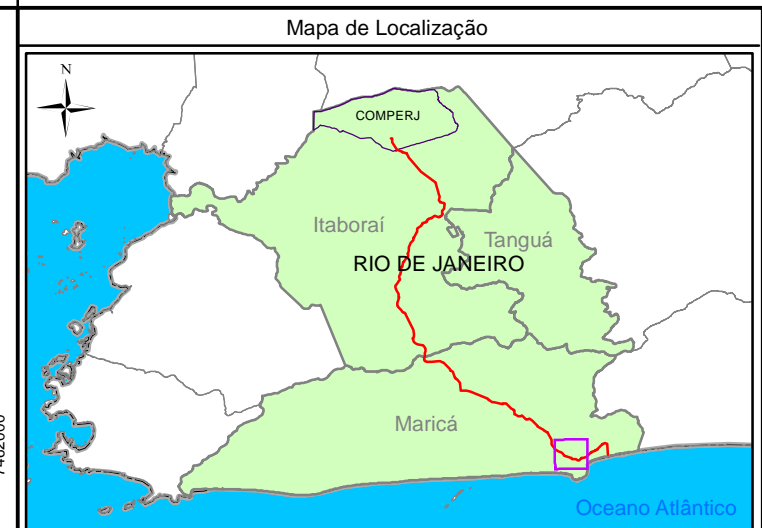 Mapa de Localização
N
COMPERJ
Itaboraí
Tanguá
RIO DE JANEIRO
Maricá
Oceano Atlântico